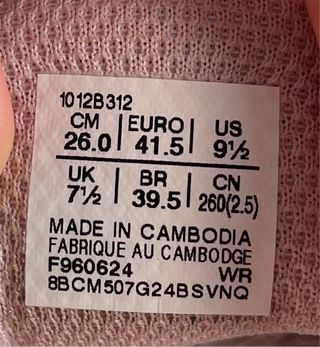 1012B312
CM | EURO | US
26.0 | 41.5 | 9½
UK | BR | CN
7½ | 39.5 | 260(2.5)
MADE IN CAMBODIA
FABRIQUE AU CAMBODGE
F960624 WR
8BCM507G24BSVNQ